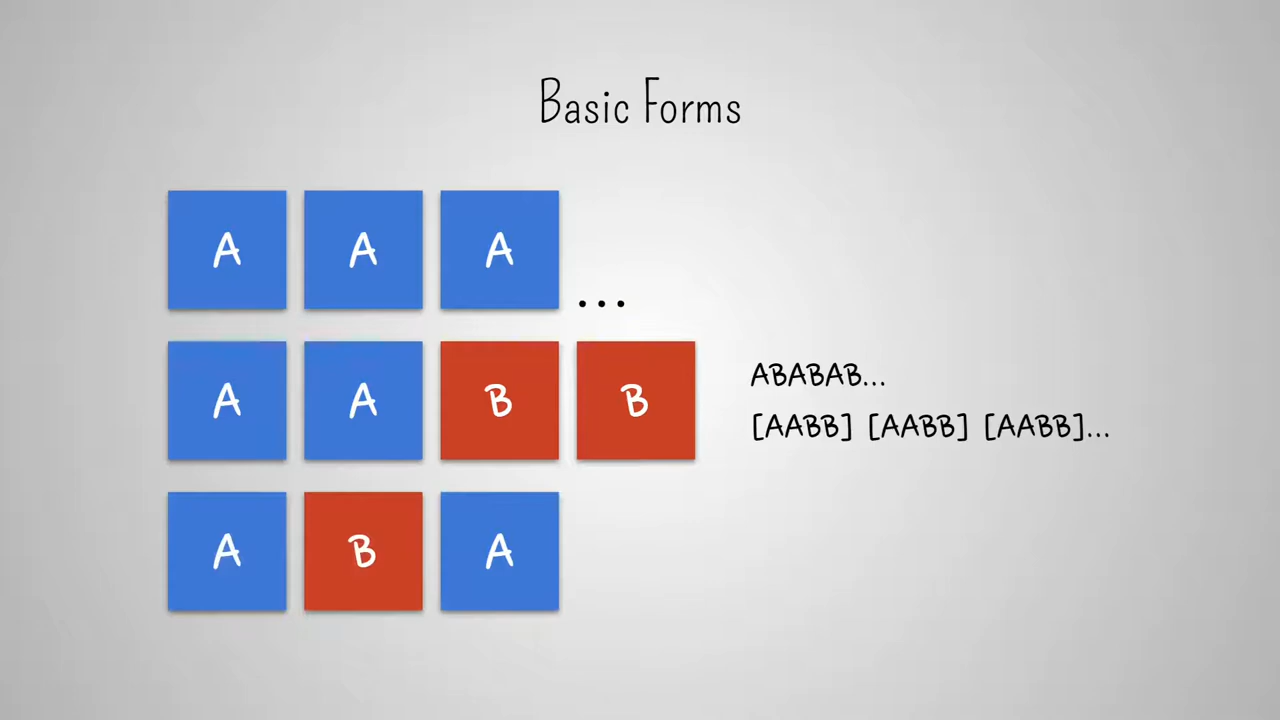 Basic Forms
A A A ...
A A B B
ABABAB...
[AABB] [AABB] [AABB]...
A B A